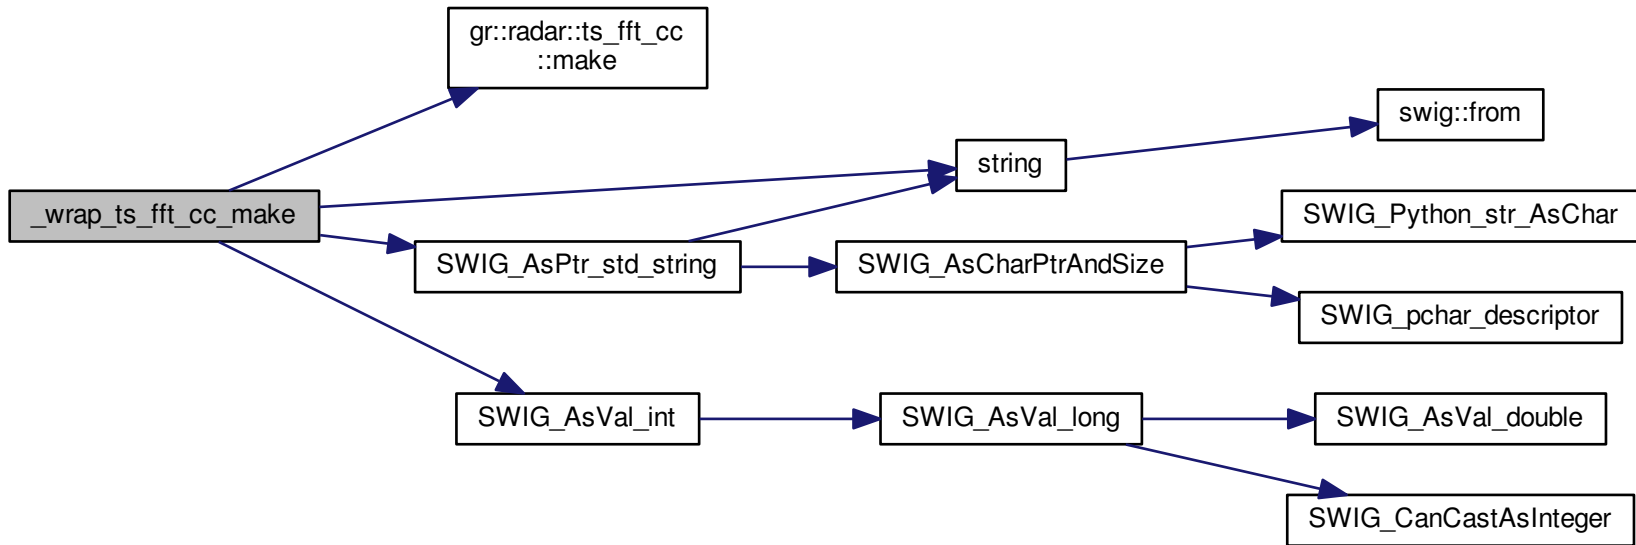 gr::radar::ts_fft_cc
::make
swig::from
string
_wrap_ts_fft_cc_make
SWIG_Python_str_AsChar
SWIG_AsPtr_std_string
SWIG_AsCharPtrAndSize
SWIG_pchar_descriptor
SWIG_AsVal_int
SWIG_AsVal_long
SWIG_AsVal_double
SWIG_CanCastAsInteger